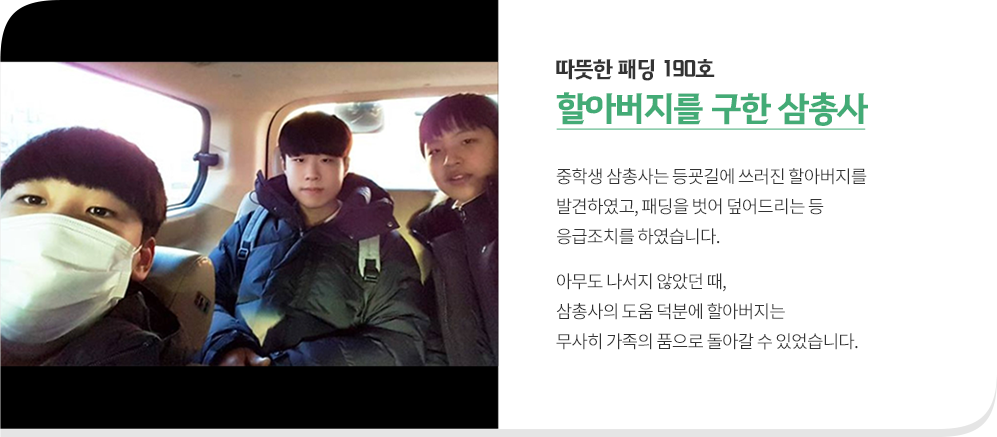 따뜻한 패딩 190호
할아버지를 구한 삼총사
중학생 삼총사는 등굣길에 쓰러진 할아버지를
발견하였고, 패딩을 벗어 덮어드리는 등
응급조치를 하였습니다.
아무도 나서지 않았던 때,
삼총사의 도움 덕분에 할아버지는
무사히 가족의 품으로 돌아갈 수 있었습니다.